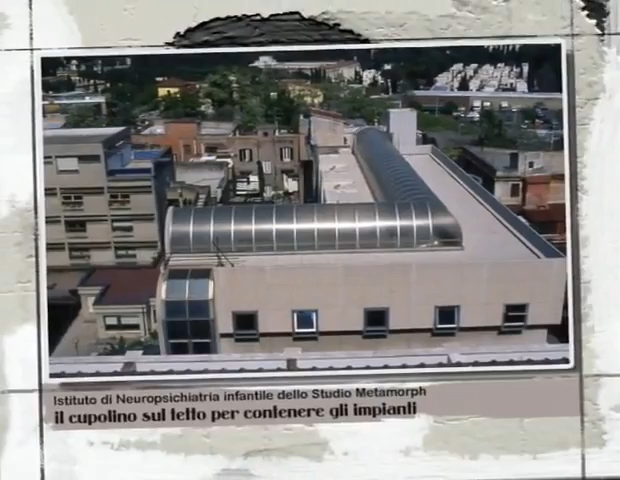 Istituto di Neuropsichiatria infantile dello Studio Metamorph
il cupolino sul tetto per contenere gli impianti